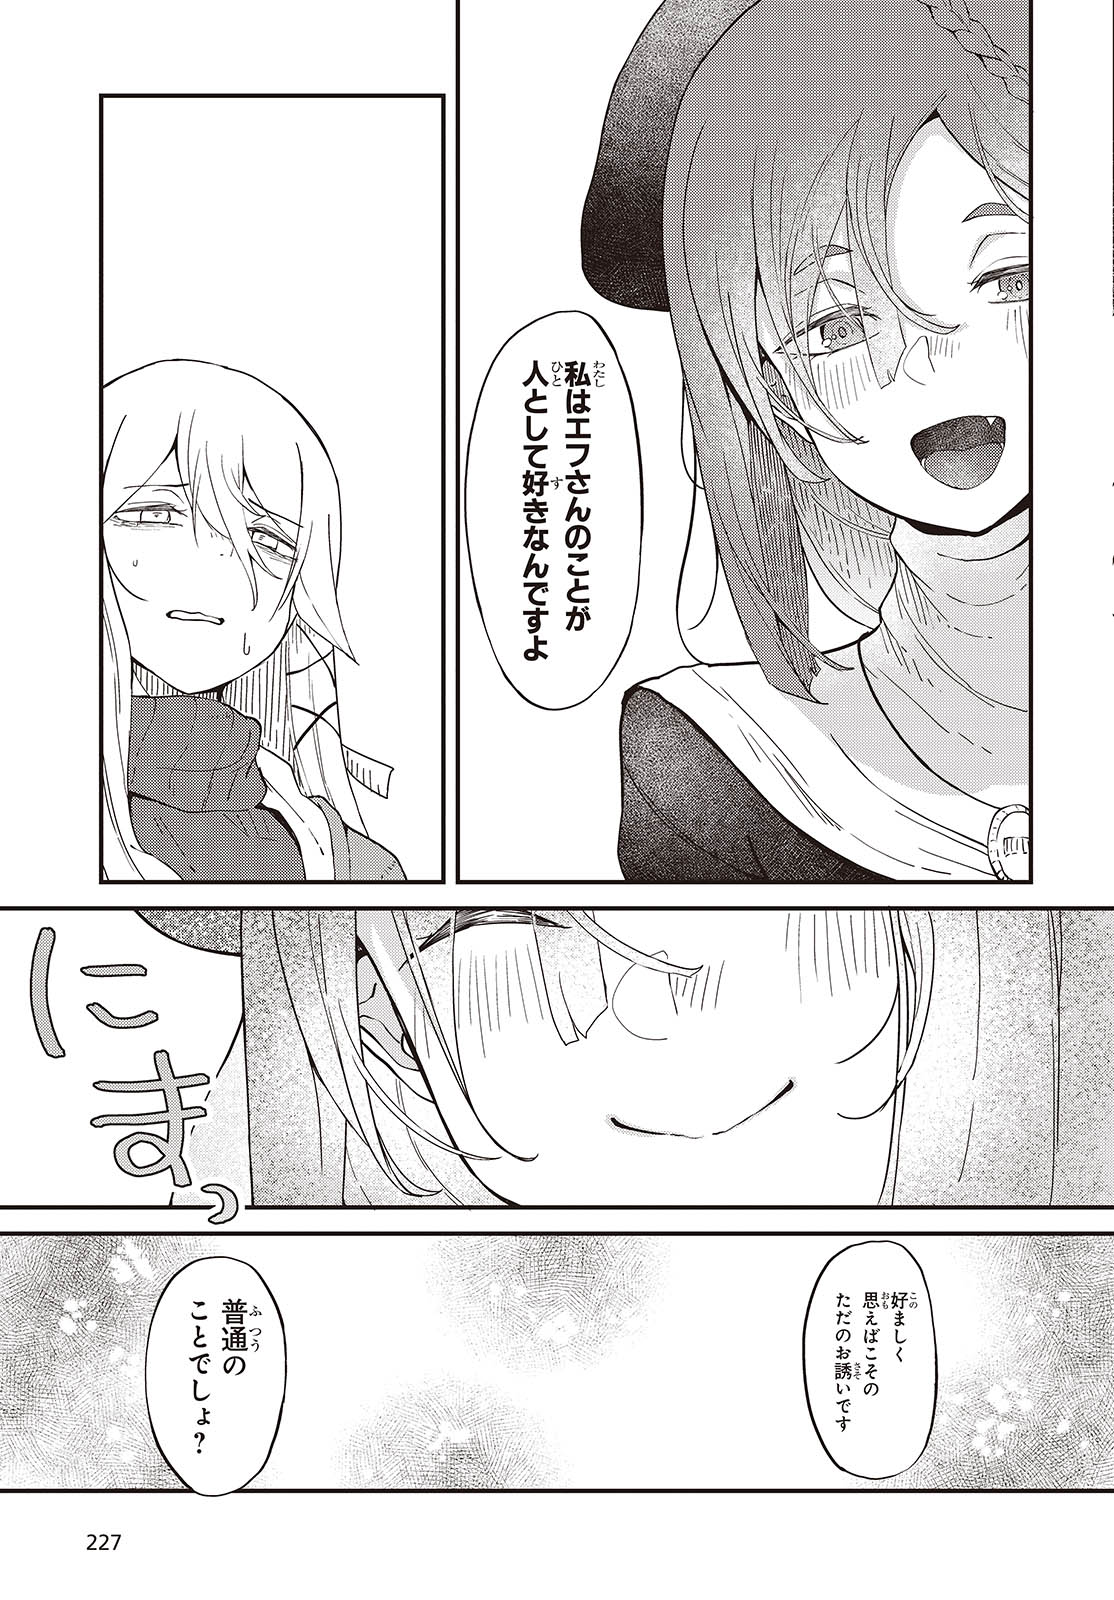 私はエフさんのことが
人として好きなんですよ
にこまっ
好ましく
思えばこその
ただのお誘いです
普通の
ことでしょ？
227